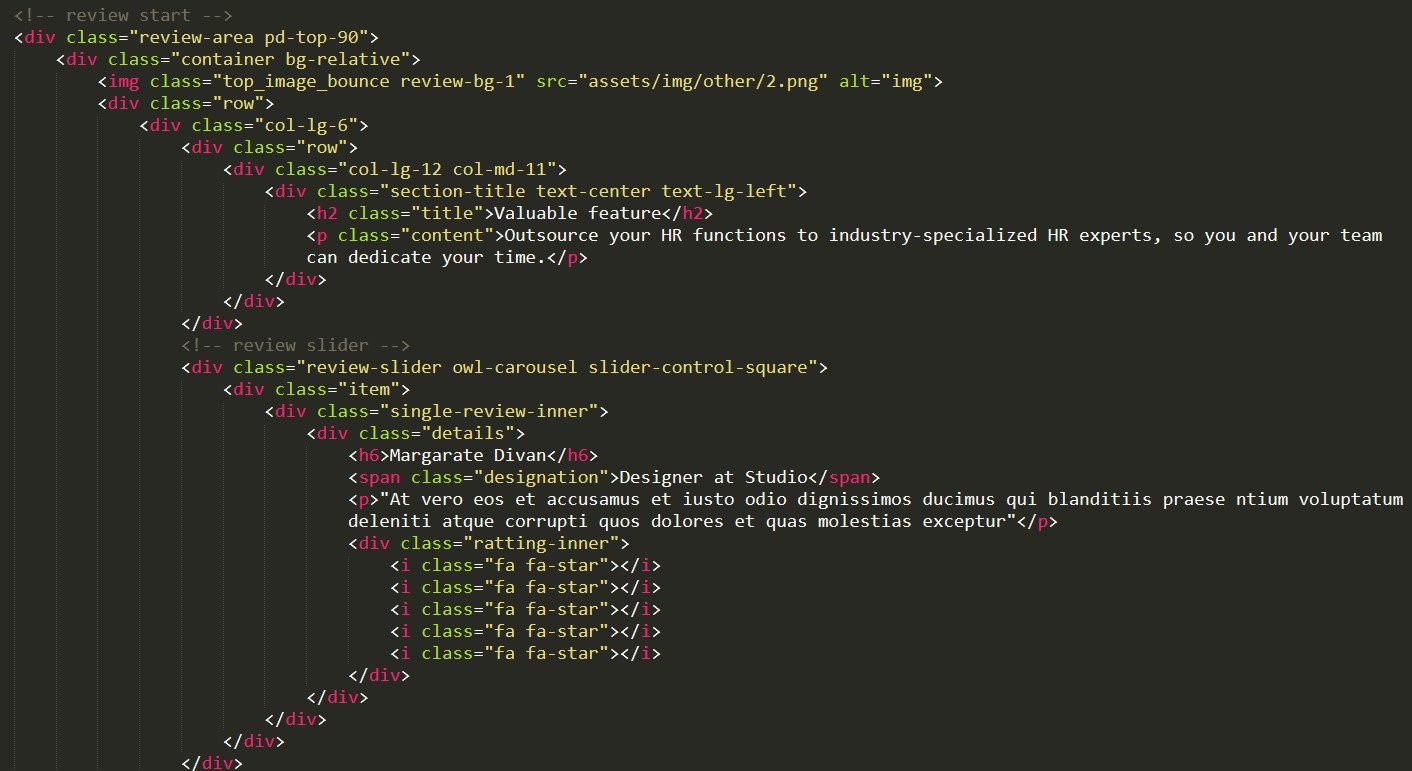 <!-- review start -->
<div class="review-area pd-top-90">
    <div class="container bg-relative">
        <img class="top_image_bounce review-bg-1" src="assets/img/other/2.png" alt="img">
        <div class="row">
            <div class="col-lg-6">
                <div class="row">
                    <div class="col-lg-12 col-md-11">
                        <div class="section-title text-center text-lg-left">
                            <h2 class="title">Valuable feature</h2>
                            <p class="content">Outsource your HR functions to industry-specialized HR experts, so you and your team
                            can dedicate your time.</p>
                        </div>
                    </div>
                </div>
                <!-- review slider -->
                <div class="review-slider owl-carousel slider-control-square">
                    <div class="item">
                        <div class="single-review-inner">
                            <div class="details">
                                <h6>Margarate Divan</h6>
                                <span class="designation">Designer at Studio</span>
                                <p>"At vero eos et accusamus et iusto odio dignissimos ducimus qui blanditiis praese ntium voluptatum
                                deleniti atque corrupti quos dolores et quas molestias exceptur"</p>
                                <div class="ratting-inner">
                                    <i class="fa fa-star"></i>
                                    <i class="fa fa-star"></i>
                                    <i class="fa fa-star"></i>
                                    <i class="fa fa-star"></i>
                                    <i class="fa fa-star"></i>
                                </div>
                            </div>
                        </div>
                    </div>
                </div>